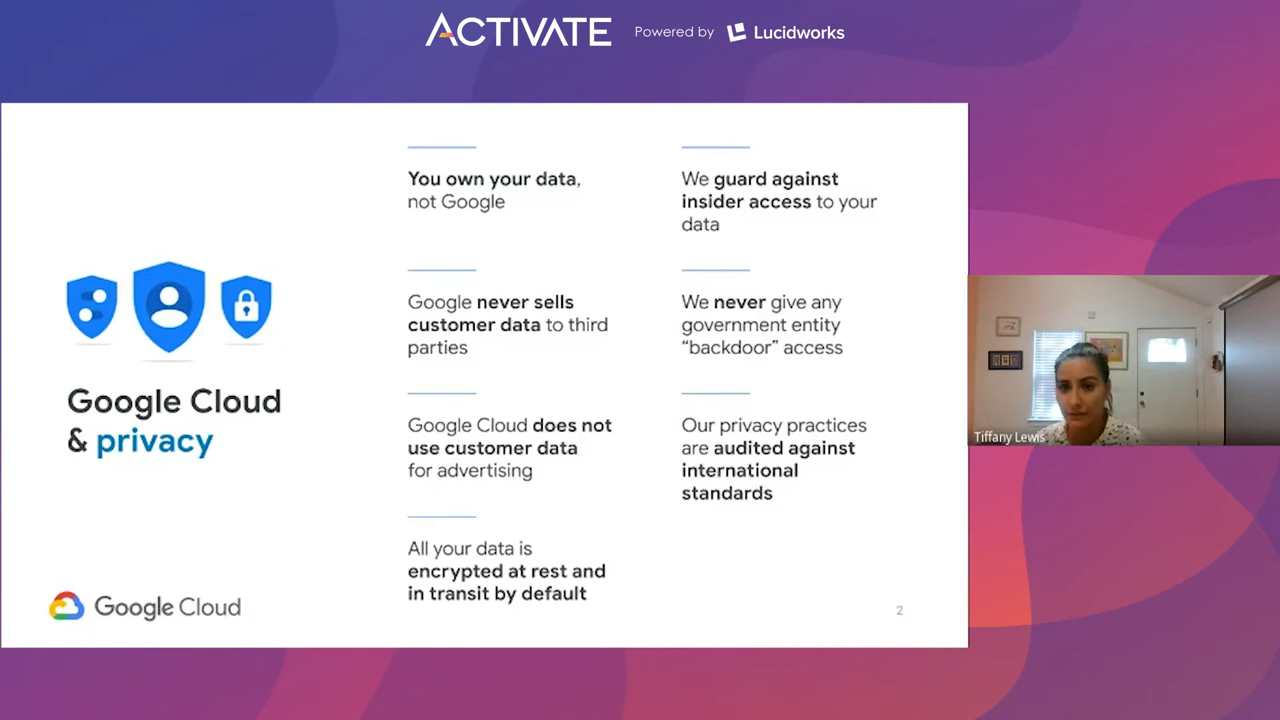 ACTIVATE Powered by Lucidworks
You own your data,
not Google
Google never sells
customer data to third
parties
Google Cloud does not
use customer data
for advertising
All your data is
encrypted at rest and
in transit by default
We guard against
insider access to your
data
We never give any
government entity
“backdoor” access
Our privacy practices
are audited against
international
standards
Google Cloud
& privacy
Google Cloud
2
Tiffany Lewis